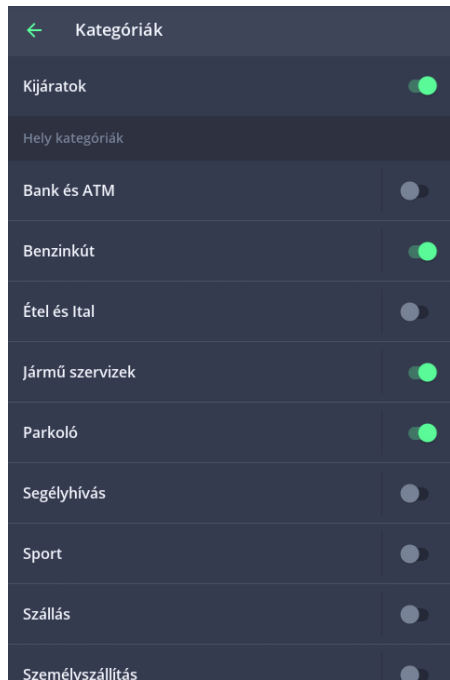 Kategóriák
Kijáratok
Hely kategóriák
Bank és ATM
Benzinkút
Étel és Ital
Jármű szervizek
Parkoló
Segélyhívás
Sport
Szállás
Személyszállítás